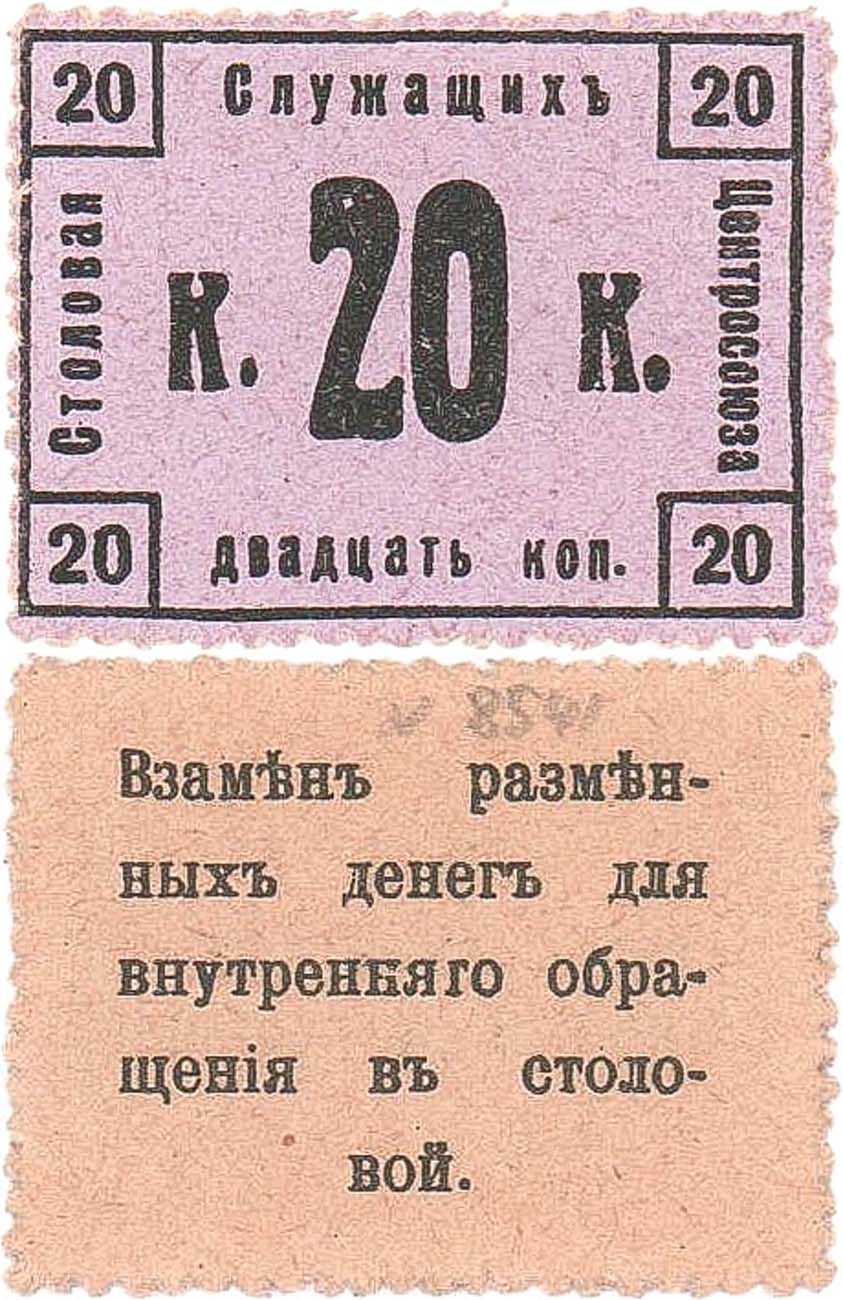 20 Служащихъ 20
Столовая
к. 20 к.
Центросоюза
20 двадцать коп. 20
Взамѣнъ размѣн-
ныхъ денегъ для
внутренкяго обра-
щенія въ столо-
вой.